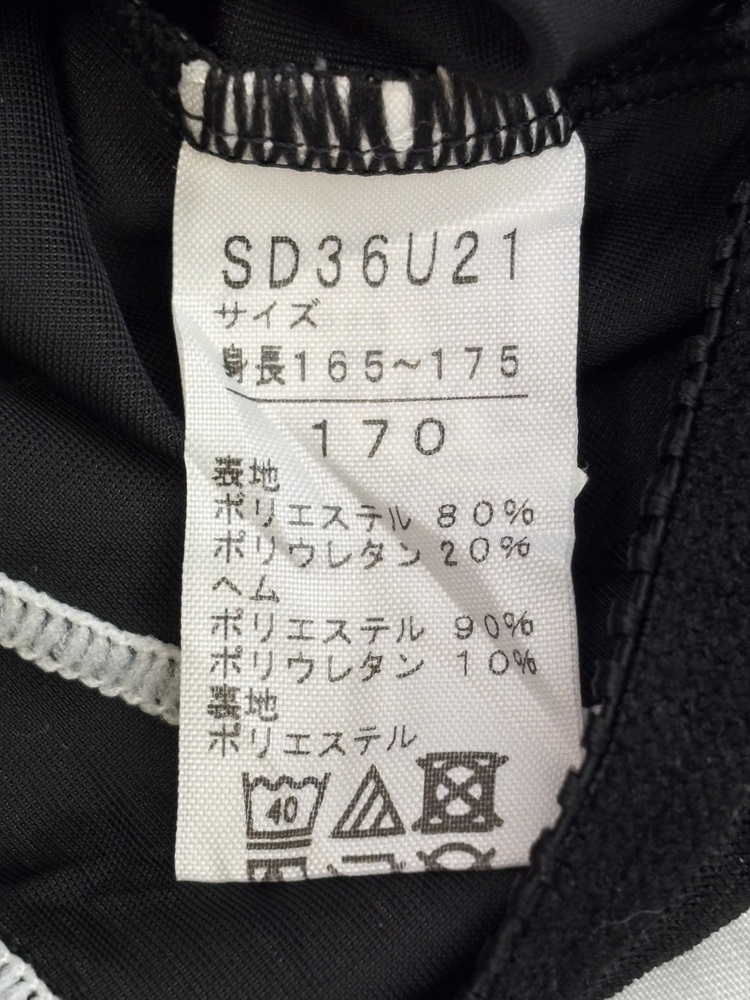 SD36U21
サイズ
身長165~175
170
表地
ポリエステル 80%
ポリウレタン 20%
ヘム
ポリエステル 90%
ポリウレタン 10%
裏地
ポリエステル
40